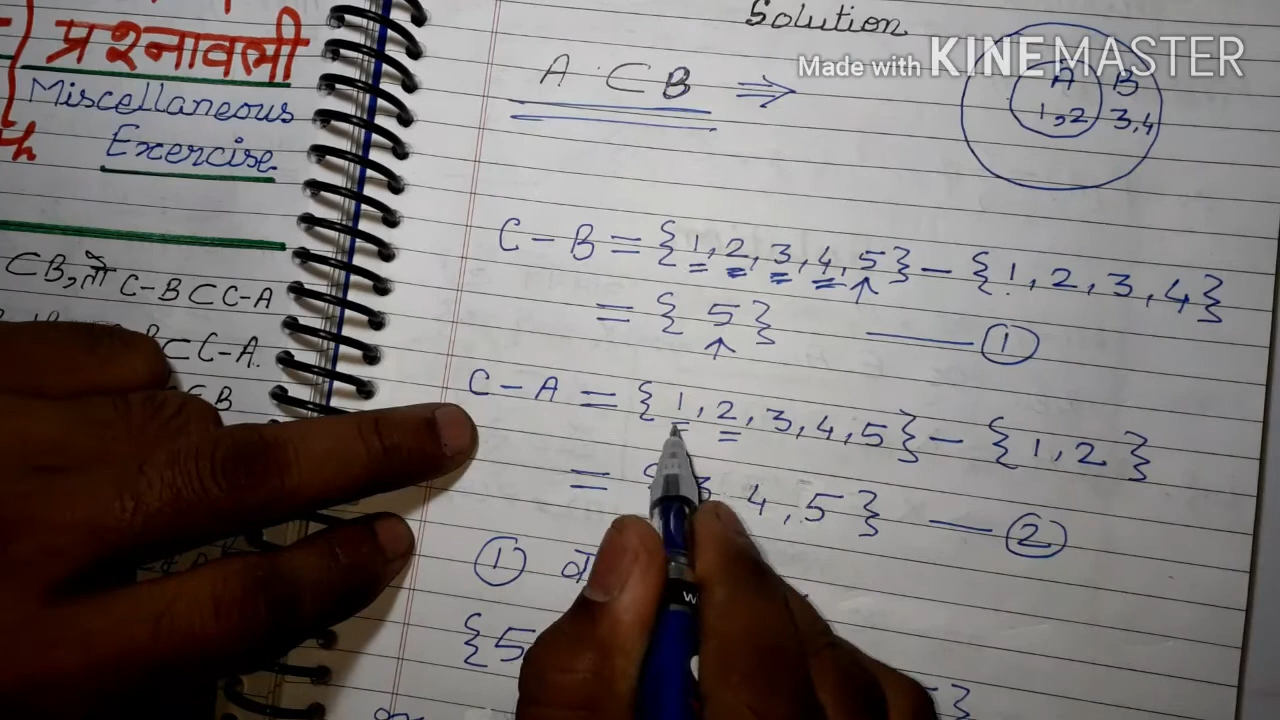 प्रश्नावली
Miscellaneous
Exercise
⊂B, तो C-B⊂C-A
⊂C-A.
B
Solution
Made with KINEMASTER
A ⊂ B ⇒
A B
1,2 3,4
C - B = {1, 2, 3, 4, 5} - {1, 2, 3, 4}
= {5} — ①
C - A = {1, 2, 3, 4, 5} - {1, 2}
= 3, 4, 5} — ②
①
{5
}